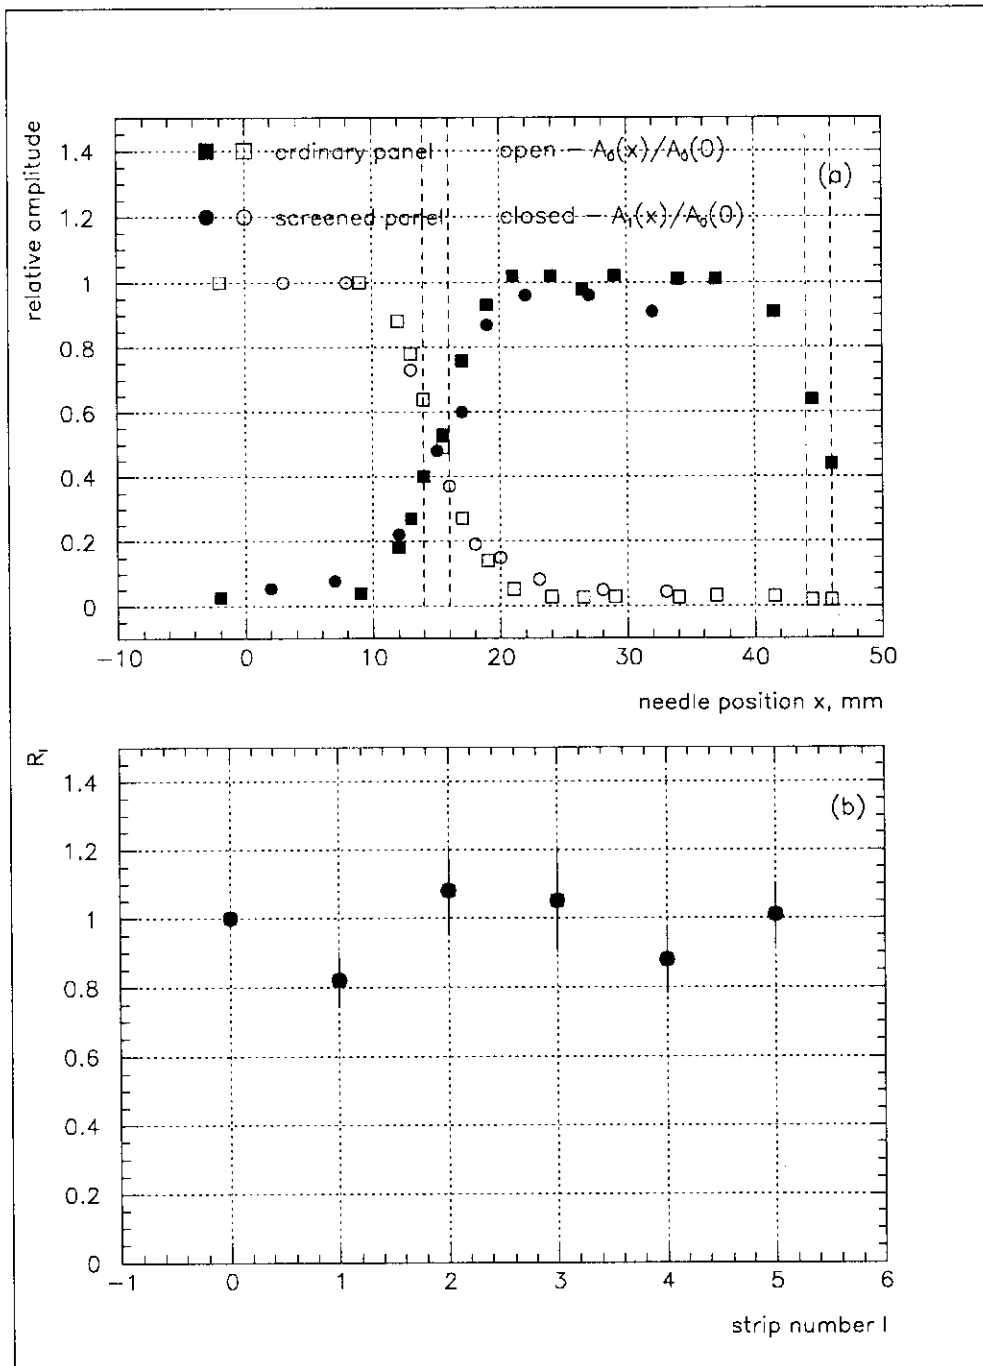 relative amplitude
1.4
1.2
1
0.8
0.6
0.4
0.2
0
ordinary panel open – A₀(x)/A₀(0)
(a)
screened panel closed – A₁(x)/A₀(0)
−10 0 10 20 30 40 50
needle position x, mm
R_I
1.4
1.2
1
0.8
0.6
0.4
0.2
0
(b)
−1 0 1 2 3 4 5 6
strip number I